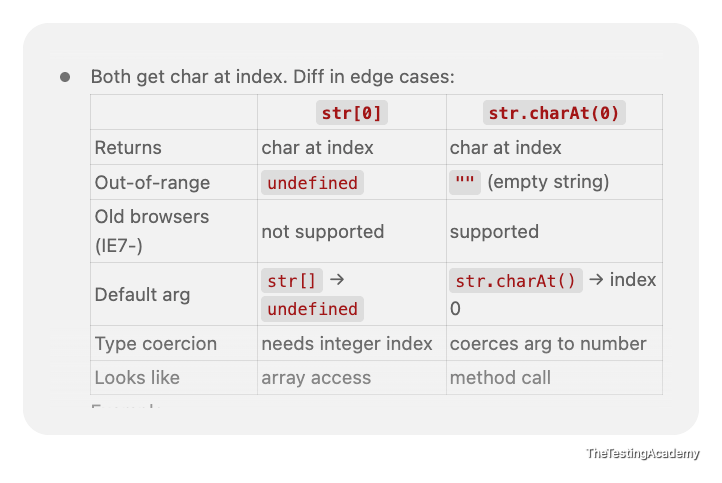 Both get char at index. Diff in edge cases:
str[0] str.charAt(0)
Returns char at index char at index
Out-of-range undefined "" (empty string)
Old browsers
(IE7-) not supported supported
Default arg str[] → undefined str.charAt() → index 0
Type coercion needs integer index coerces arg to number
Looks like array access method call
TheTestingAcademy